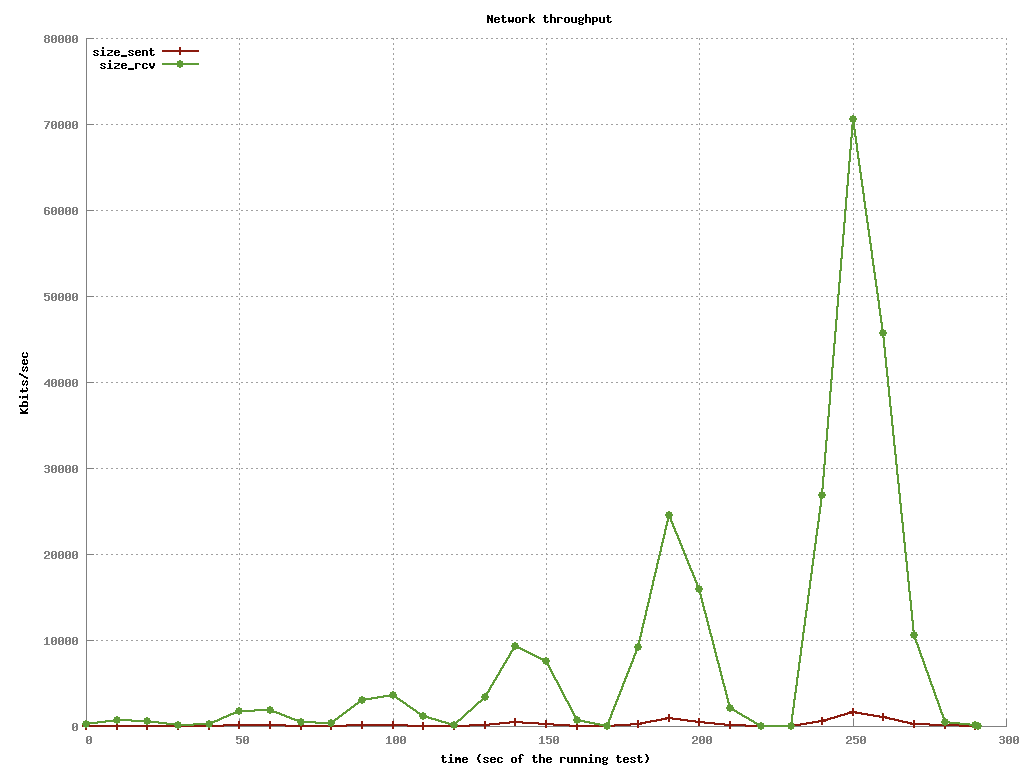 Network throughput
80000
size_sent
size_rcv
70000
60000
50000
Kbits/sec
40000
30000
20000
10000
0
0 50 100 150 200 250 300
time (sec of the running test)